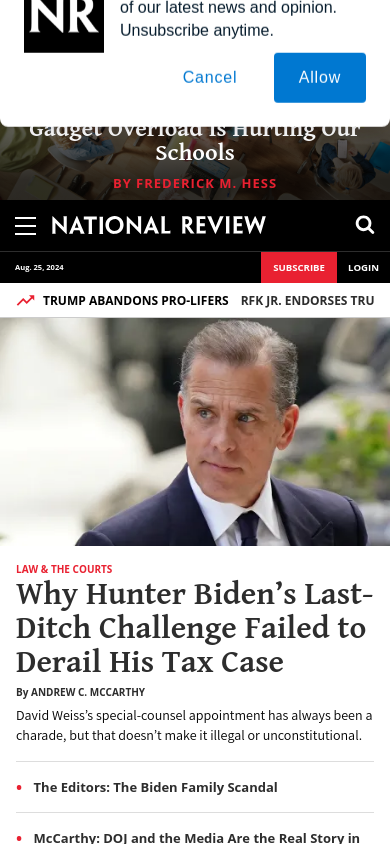 NR
of our latest news and opinion.
Unsubscribe anytime.
Cancel
Allow
Gadget Overload Is Hurting Our
Schools
BY FREDERICK M. HESS
NATIONAL REVIEW
Aug. 25, 2024
SUBSCRIBE
LOGIN
TRUMP ABANDONS PRO-LIFERS
RFK JR. ENDORSES TRU
LAW & THE COURTS
Why Hunter Biden’s Last-
Ditch Challenge Failed to
Derail His Tax Case
By ANDREW C. MCCARTHY
David Weiss’s special-counsel appointment has always been a
charade, but that doesn’t make it illegal or unconstitutional.
• The Editors: The Biden Family Scandal
• McCarthy: DOJ and the Media Are the Real Story in